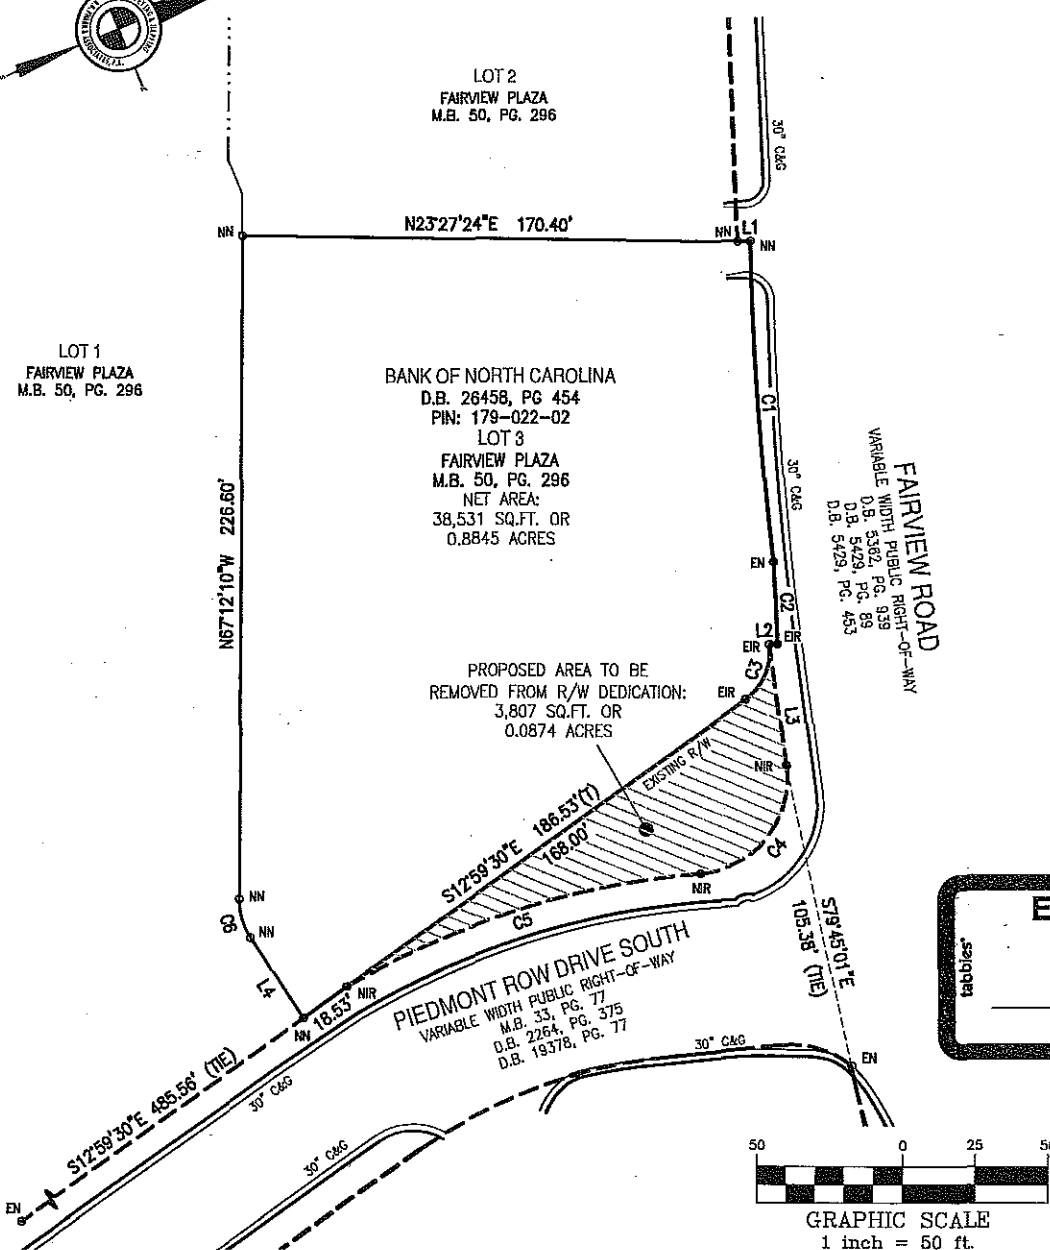 LOT 2
FAIRVIEW PLAZA
M.B. 50, PG. 296
30" C&G
N23°27'24"E 170.40'
NN
NN
L1
NN
LOT 1
FAIRVIEW PLAZA
M.B. 50, PG. 296
BANK OF NORTH CAROLINA
D.B. 26458, PG 454
PIN: 179-022-02
LOT 3
FAIRVIEW PLAZA
M.B. 50, PG. 296
NET AREA:
38,531 SQ.FT. OR
0.8845 ACRES
C1
30" C&G
FAIRVIEW ROAD
VARIABLE WIDTH PUBLIC RIGHT-OF-WAY
D.B. 5362, PG. 939
D.B. 5429, PG. 89
D.B. 5429, PG. 453
N67°12'10"W 226.60'
EN
C2
L2
EIR
EIR
C3
EIR
PROPOSED AREA TO BE
REMOVED FROM R/W DEDICATION:
3,807 SQ.FT. OR
0.0874 ACRES
L3
EXISTING R/W
NIR
S12°59'30"E 186.53'(T)
168.00'
C4
NIR
C5
NN
C6
NN
L4
NIR
18.53'
NN
S79°45'01"E
105.38' (TIE)
PIEDMONT ROW DRIVE SOUTH
VARIABLE WIDTH PUBLIC RIGHT-OF-WAY
M.B. 33, PG. 77
D.B. 2264, PG. 375
D.B. 19378, PG. 77
E
tabbies®
30" C&G
EN
S12°59'30"E 485.56' (TIE)
30" C&G
30" C&G
EN
50 0 25 50
GRAPHIC SCALE
1 inch = 50 ft.